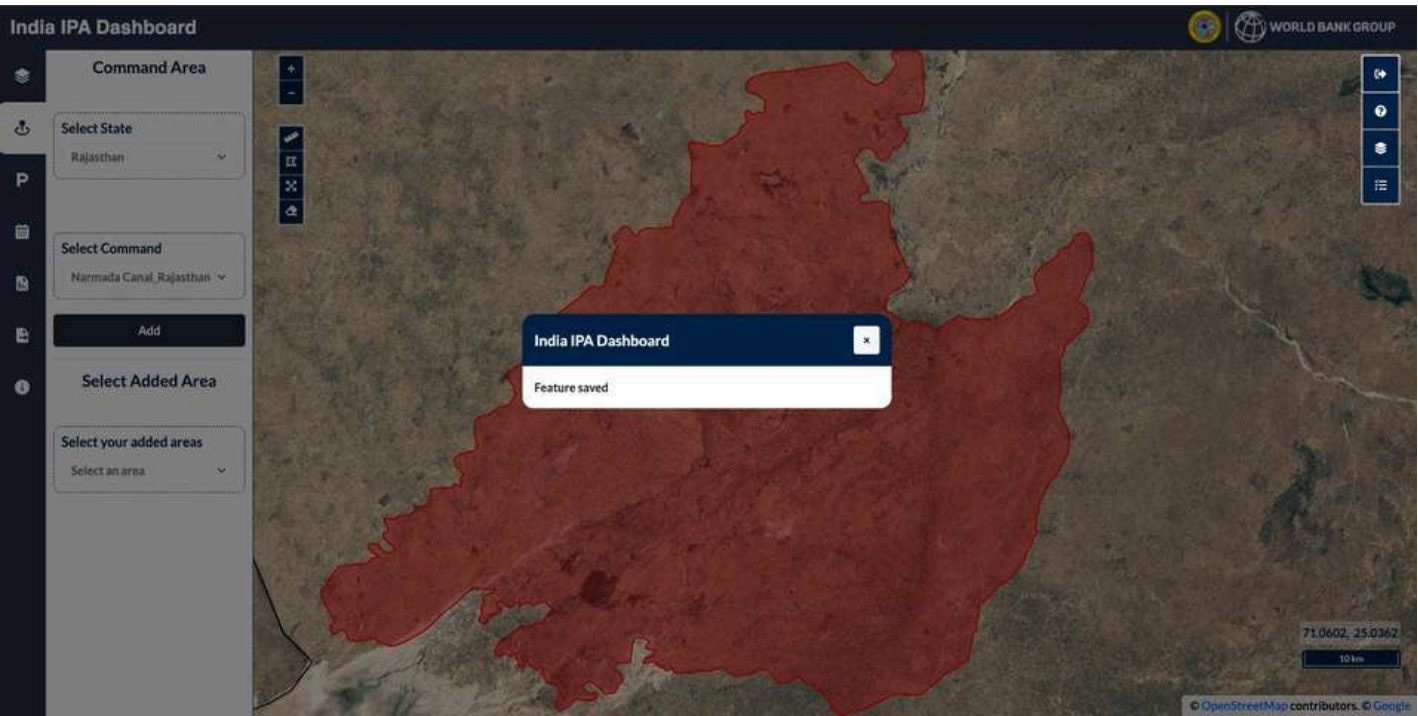 India IPA Dashboard
WORLD BANK GROUP
Command Area
Select State
Rajasthan
P
Select Command
Narmada Canal_Rajasthan
Add
Select Added Area
Select your added areas
Select an area
+
-
India IPA Dashboard
×
Feature saved
71.0602, 25.0362
10 km
© OpenStreetMap contributors. © Google